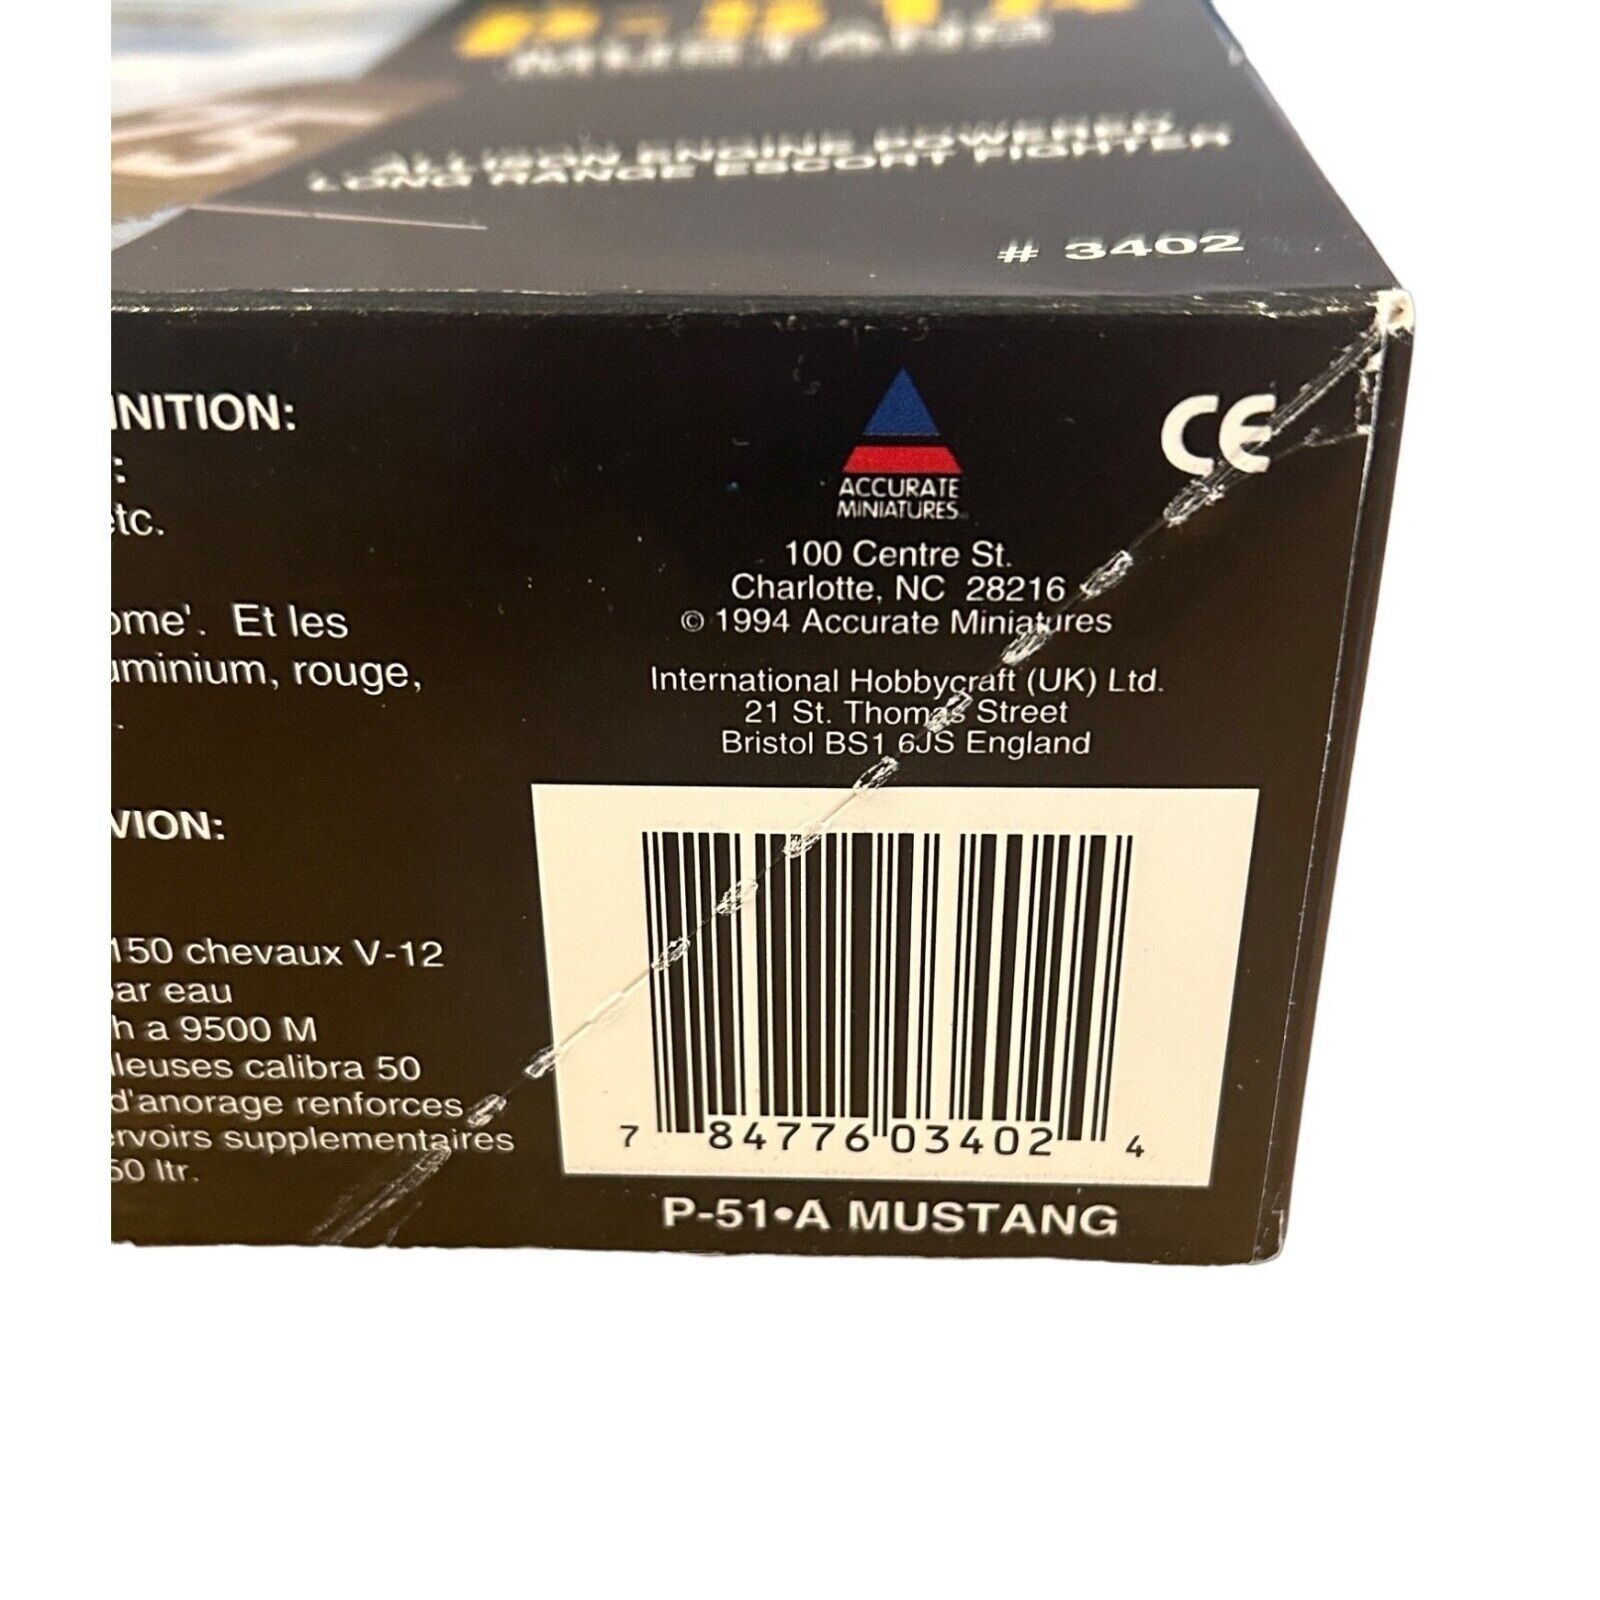 MUSTANG
ALLISON ENGINE POWERED
LONG RANGE ESCORT FIGHTER
# 3402
INITION:
:
etc.
ome'. Et les
uminium, rouge,
.
VION:
150 chevaux V-12
par eau
h a 9500 M
lleuses calibra 50
d'anorage renforces
ervoirs supplementaires
50 ltr.
ACCURATE
MINIATURES
CE
100 Centre St.
Charlotte, NC 28216
© 1994 Accurate Miniatures
International Hobbycraft (UK) Ltd.
21 St. Thomas Street
Bristol BS1 6JS England
7 84776 03402 4
P-51•A MUSTANG